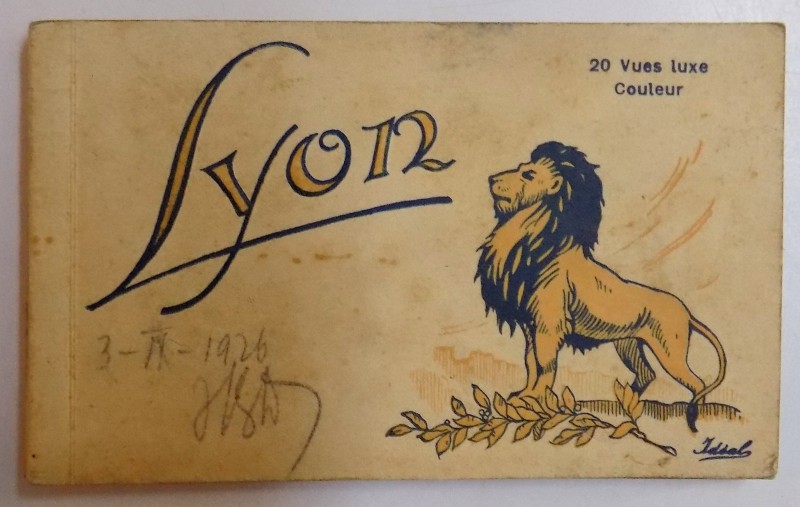 Lyon
20 Vues luxe
Couleur
3-IX-1926
Idéal